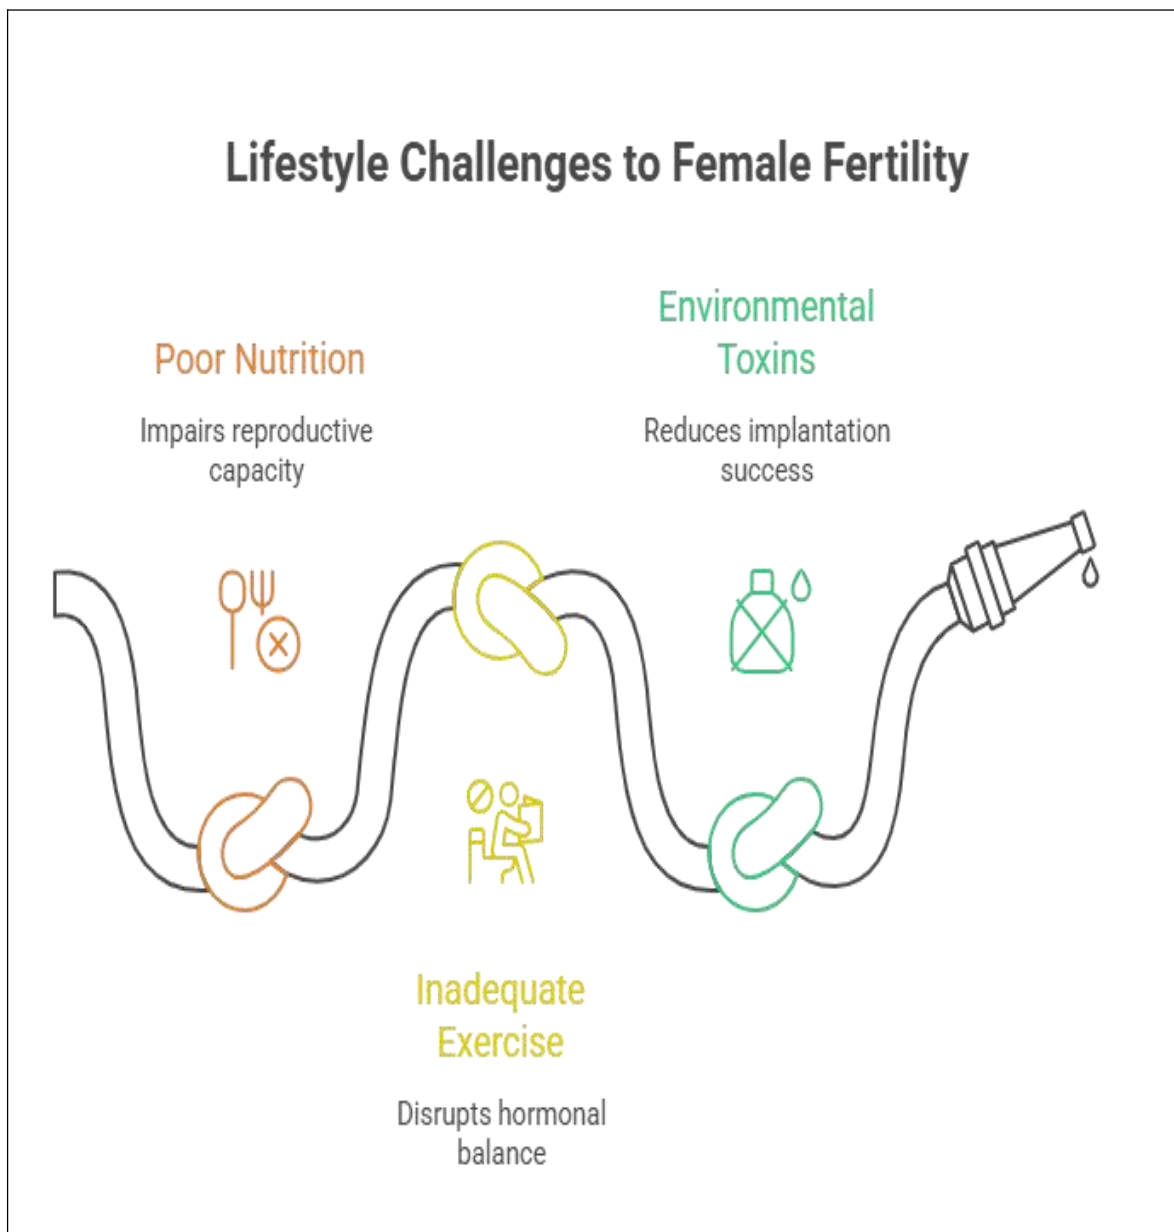 Lifestyle Challenges to Female Fertility
Poor Nutrition
Impairs reproductive
capacity
Environmental
Toxins
Reduces implantation
success
Inadequate
Exercise
Disrupts hormonal
balance